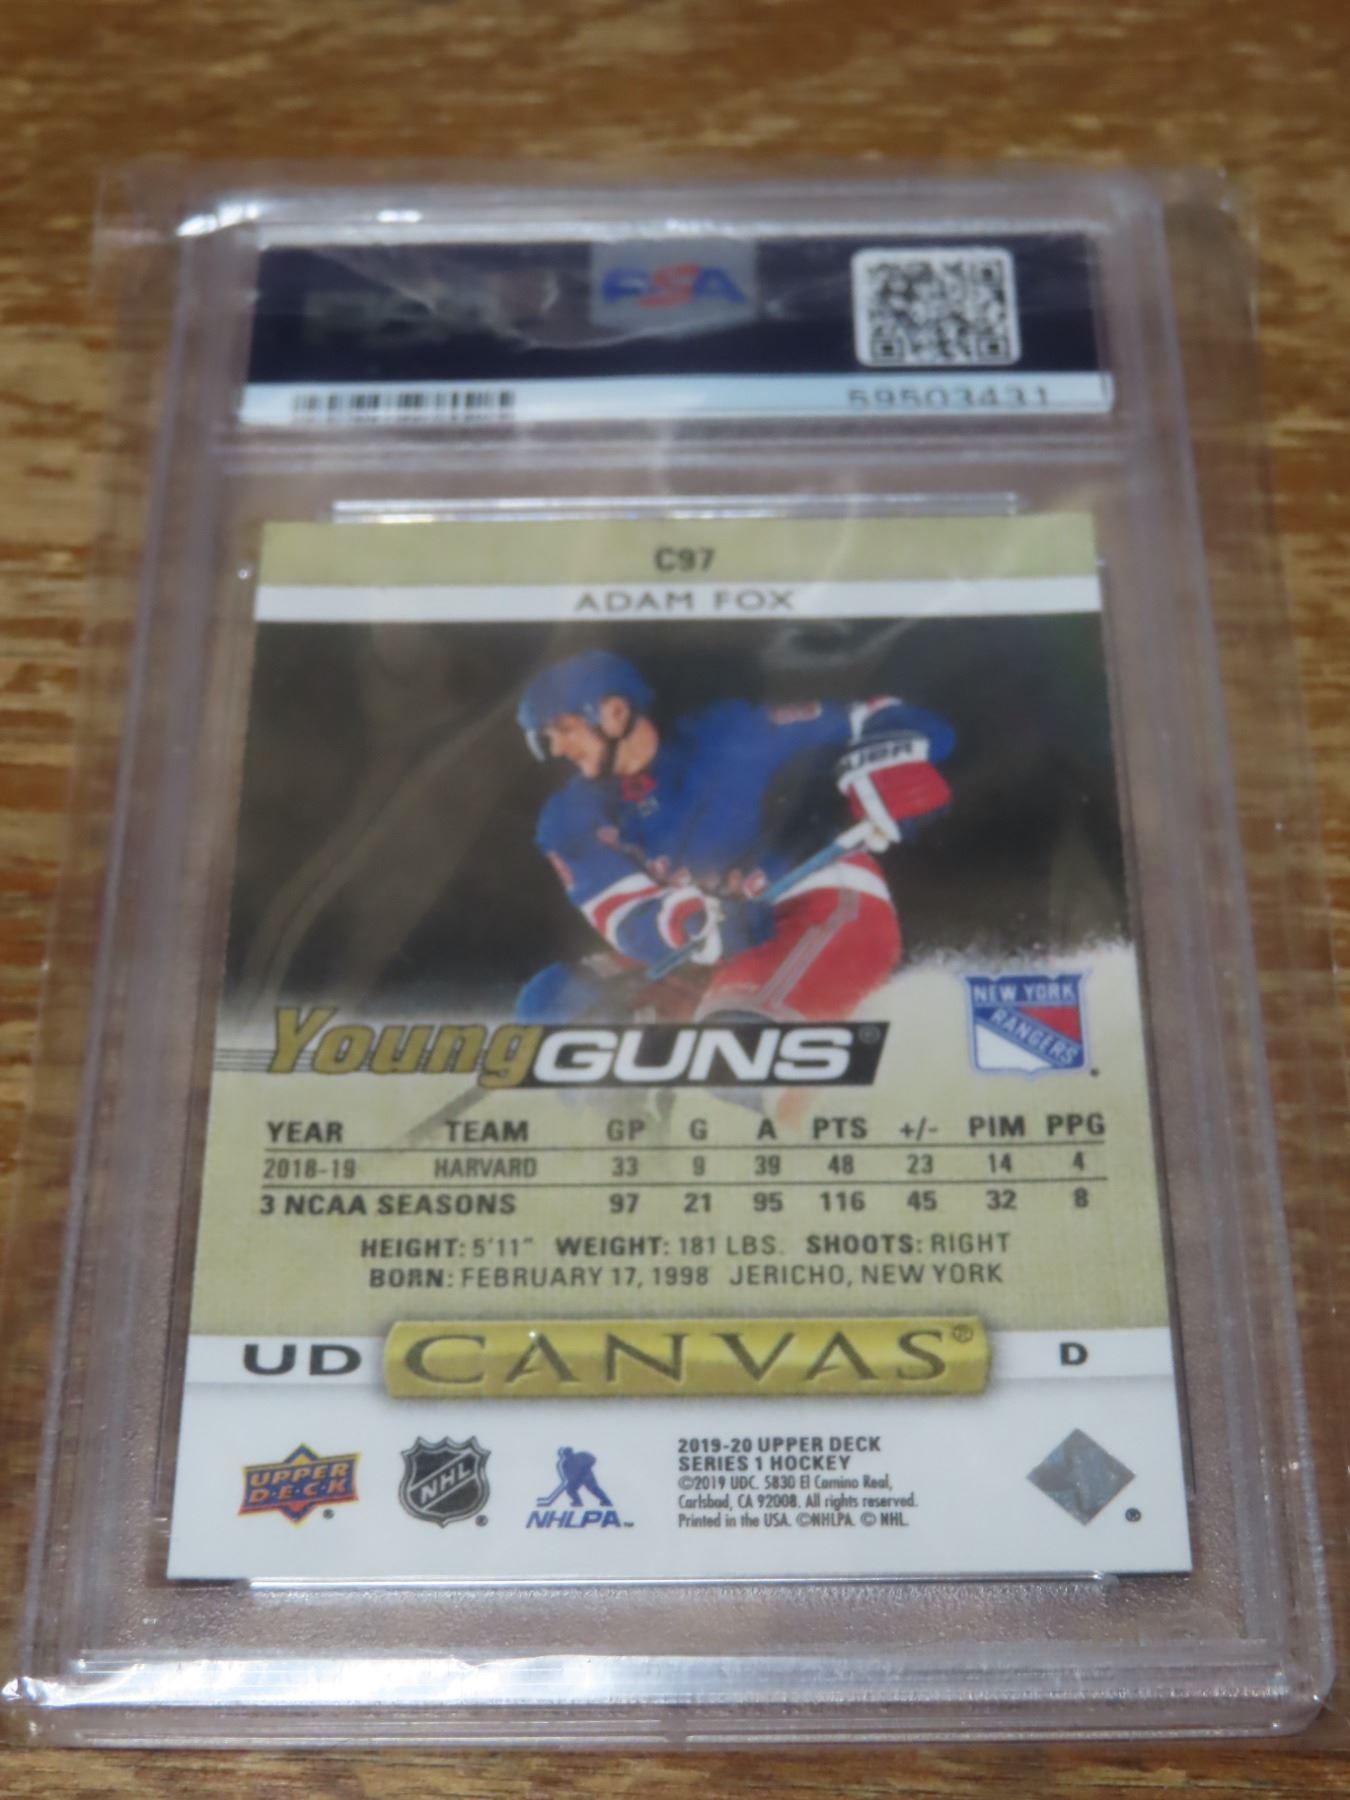 PSA
59503431
C97
ADAM FOX
BAUER
Young GUNS®
NEW YORK
RANGERS
YEAR TEAM GP G A PTS +/- PIM PPG
2018-19 HARVARD 33 9 39 48 23 14 4
3 NCAA SEASONS 97 21 95 116 45 32 8
HEIGHT: 5'11" WEIGHT: 181 LBS. SHOOTS: RIGHT
BORN: FEBRUARY 17, 1998 JERICHO, NEW YORK
UD CANVAS® D
UPPER
D•E•C•K
®
NHL
®
NHLPA™
2019-20 UPPER DECK
SERIES 1 HOCKEY
©2019 UDC. 5830 El Camino Real,
Carlsbad, CA 92008. All rights reserved.
Printed in the USA. ©NHLPA. © NHL.
®